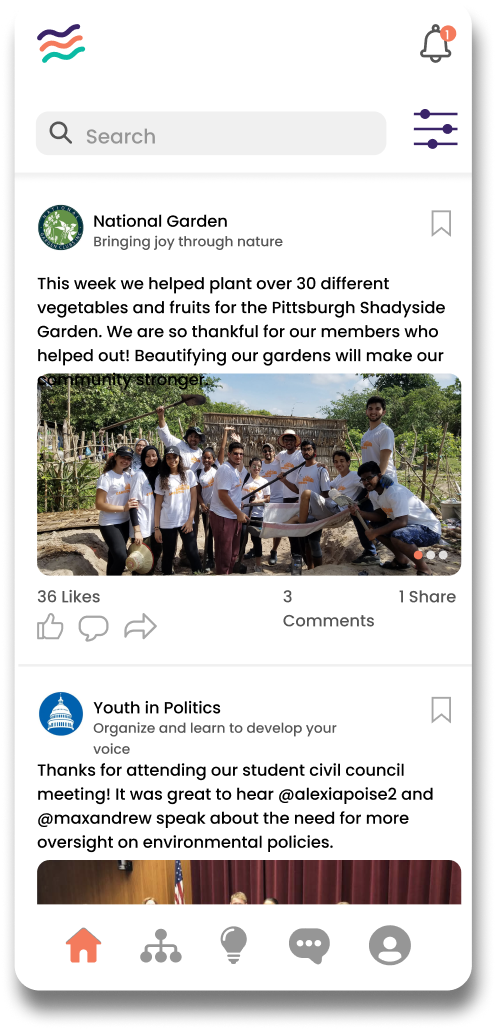 1
Search
National Garden
Bringing joy through nature
This week we helped plant over 30 different
vegetables and fruits for the Pittsburgh Shadyside
Garden. We are so thankful for our members who
helped out! Beautifying our gardens will make our
community stronger.
36 Likes
3
Comments
1 Share
Youth in Politics
Organize and learn to develop your
voice
Thanks for attending our student civil council
meeting! It was great to hear @alexiapoise2 and
@maxandrew speak about the need for more
oversight on environmental policies.